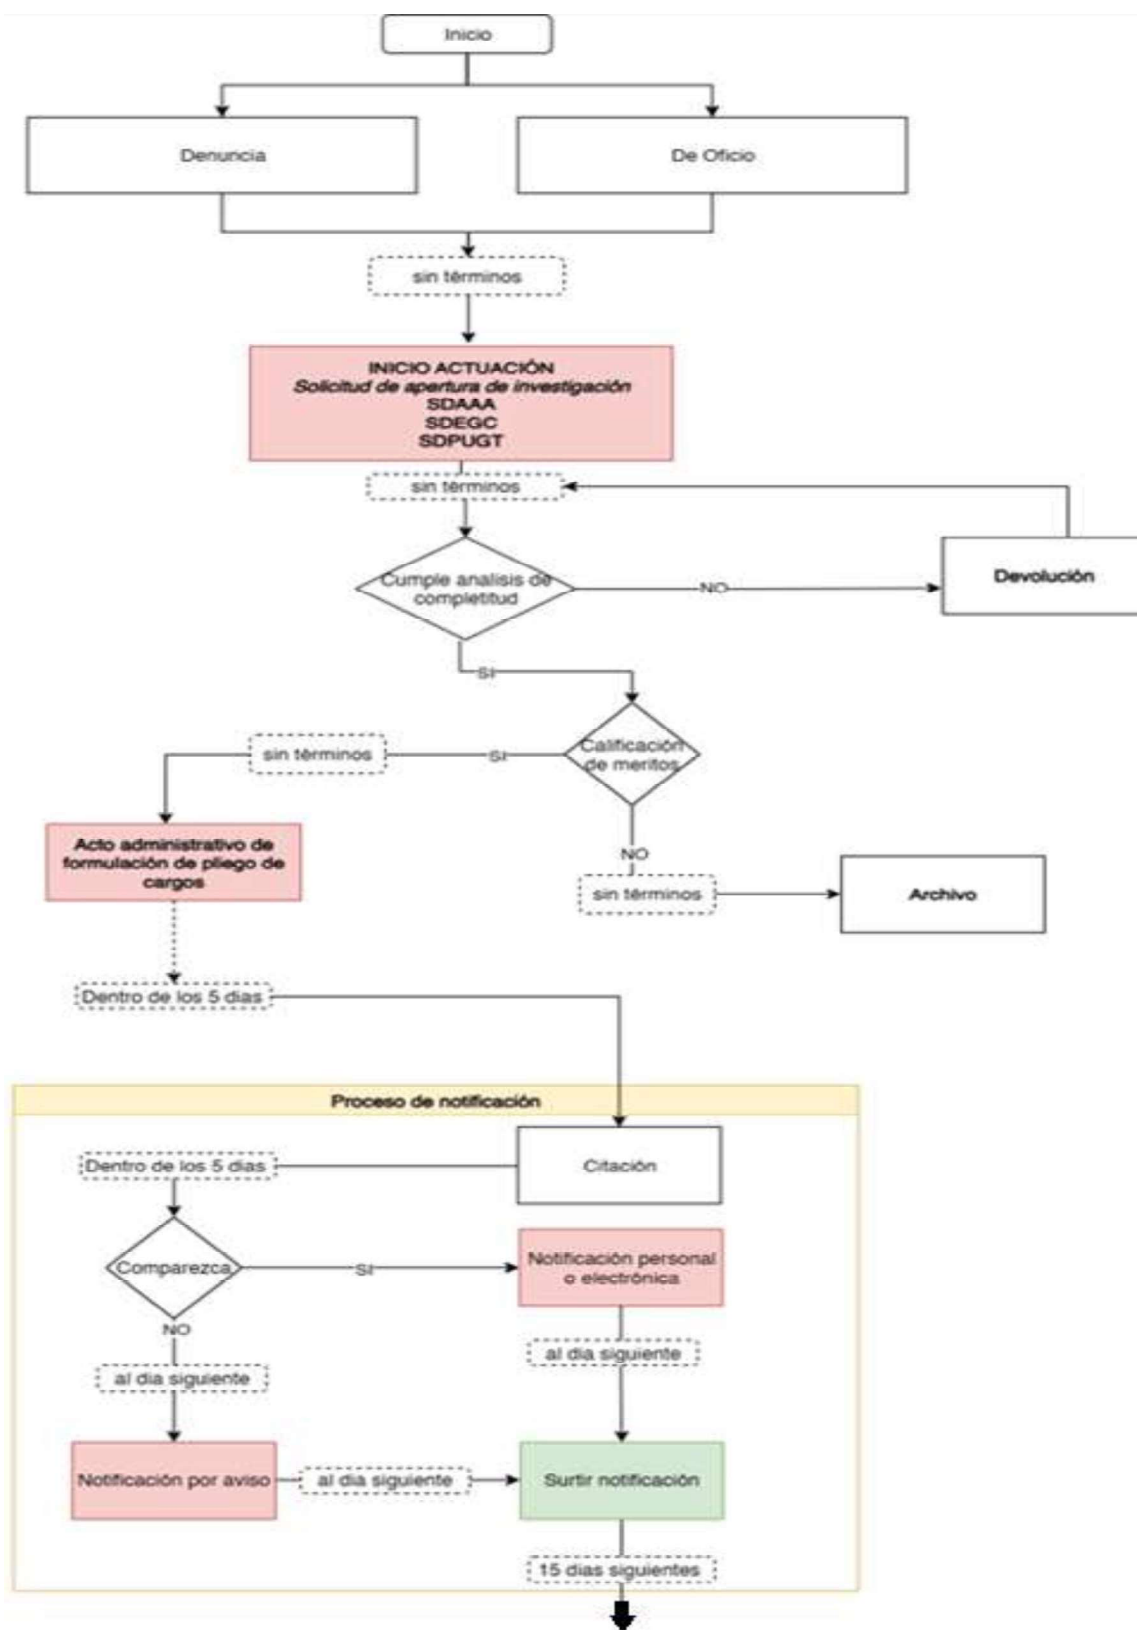 Inicio
Denuncia
De Oficio
sin términos
INICIO ACTUACIÓN
Solicitud de apertura de investigación
SDAAA
SDEGC
SDPUGT
sin términos
Cumple analisis de
completitud
NO
Devolución
SI
Calificación
de meritos
SI
sin términos
Acto administrativo de
formulación de pliego de
cargos
NO
sin términos
Archivo
Dentro de los 5 dias
Proceso de notificación
Citación
Dentro de los 5 dias
Comparezca
SI
Notificación personal
o electrónica
NO
al dia siguiente
al dia siguiente
Notificación por aviso
al dia siguiente
Surtir notificación
15 dias siguientes